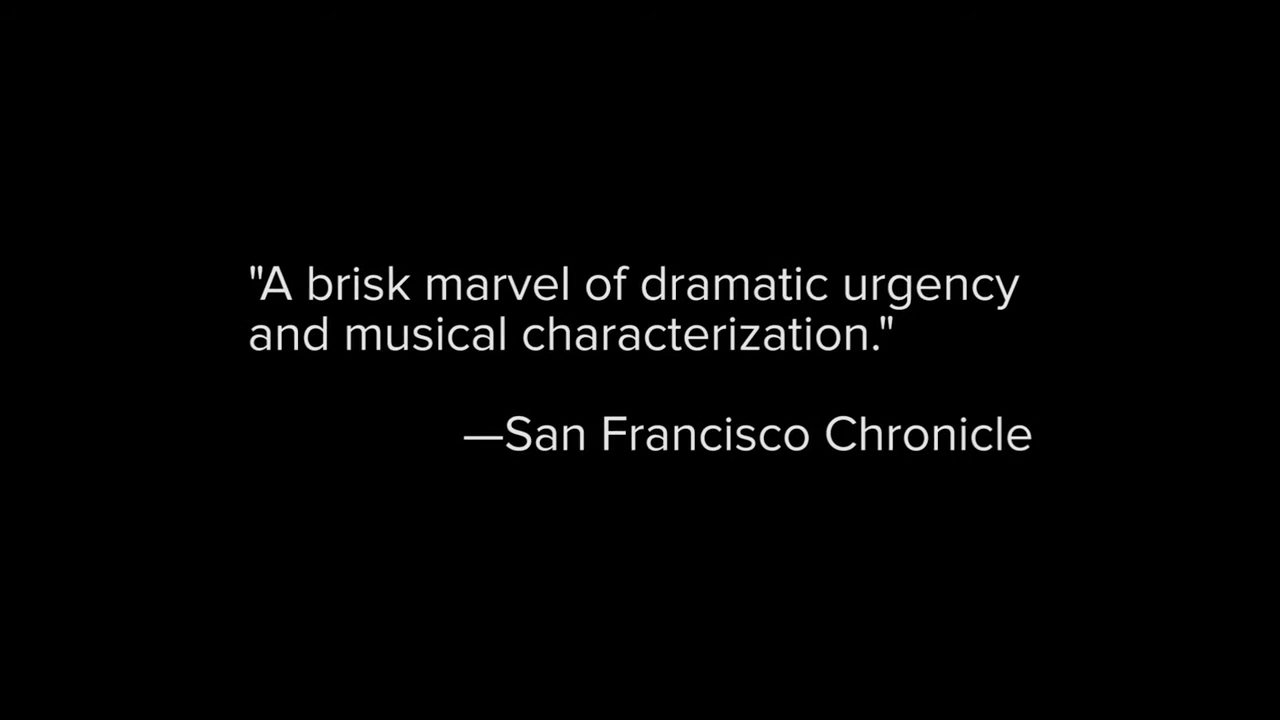 "A brisk marvel of dramatic urgency
and musical characterization."
—San Francisco Chronicle